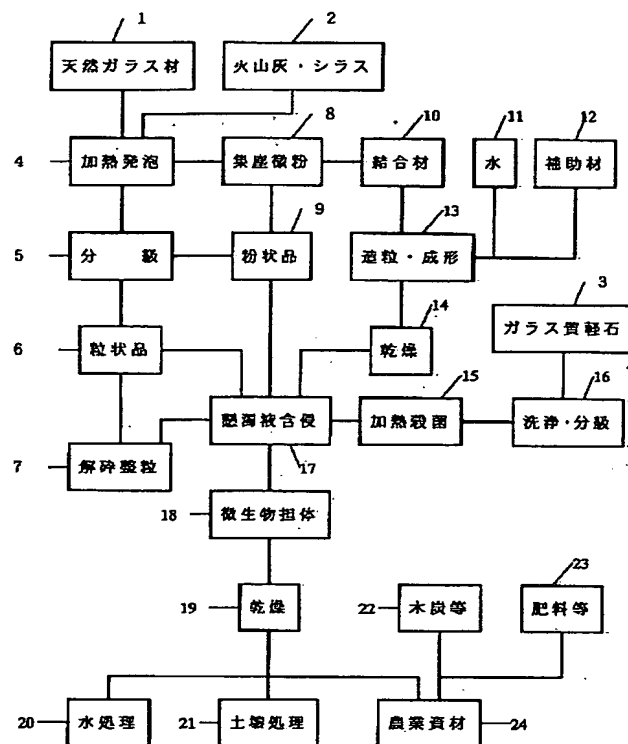 1 2
天然ガラス材 火山灰・シラス
8 10 11 12
4 加熱発泡 集塵微粉 結合材 水 補助材
9 13
5 分 級 粉状品 造粒・成形
3
14 ガラス質軽石
6 粒状品 乾燥
15 16
懸濁液含侵 加熱殺菌 洗浄・分級
7 解砕整粒 17
18 微生物担体
23
19 乾燥 22 木炭等 肥料等
20 水処理 21 土壌処理 農業資材 24